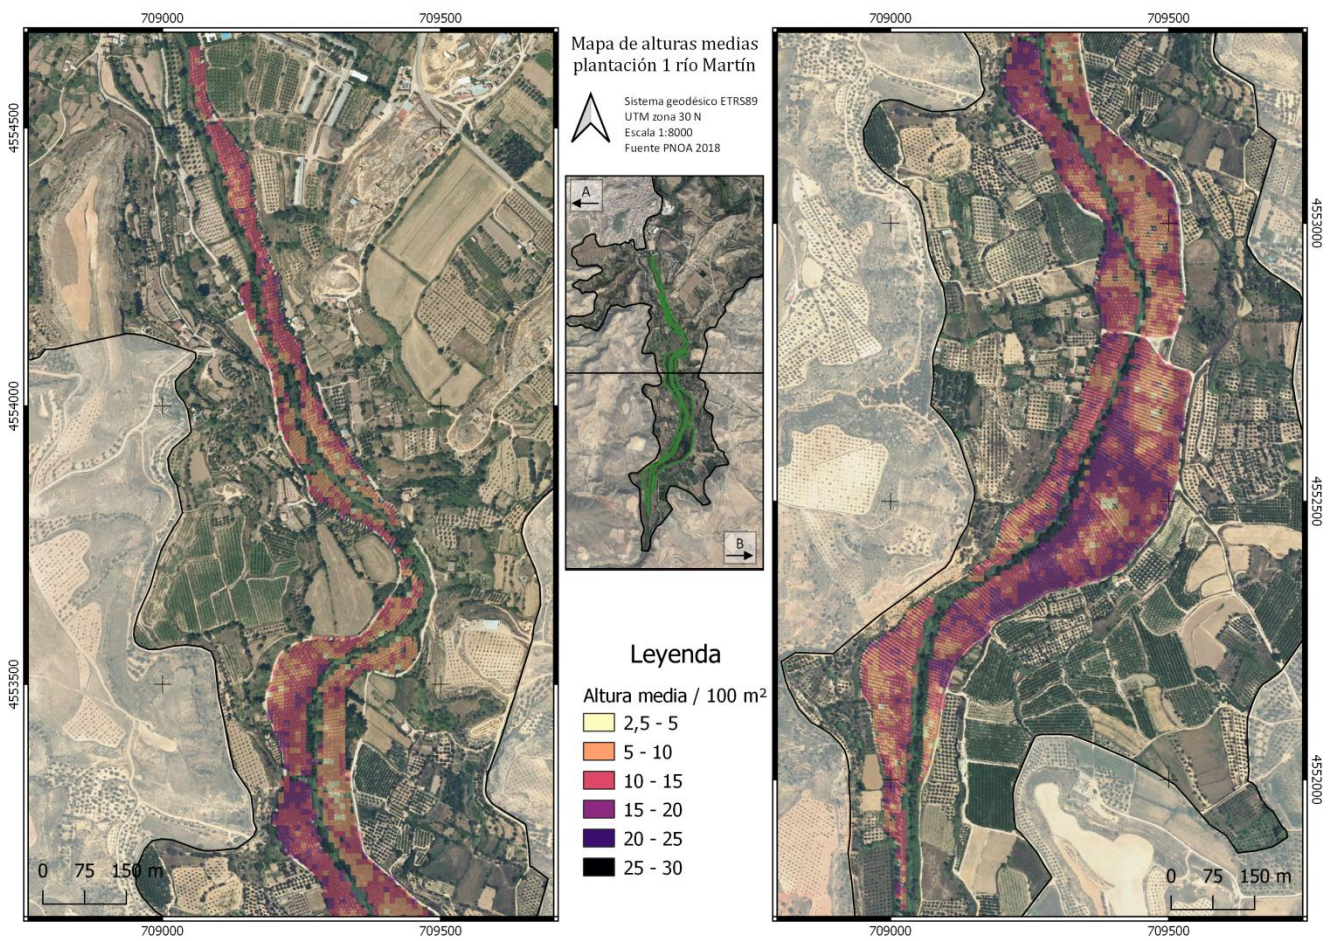 709000
709500
4554500
4554000
4553500
0 75 150 m
709000
709500
Mapa de alturas medias
plantación 1 río Martín
Sistema geodésico ETRS89
UTM zona 30 N
Escala 1:8000
Fuente PNOA 2018
A
B
Leyenda
Altura media / 100 m²
2,5 - 5
5 - 10
10 - 15
15 - 20
20 - 25
25 - 30
709000
709500
4553000
4552500
4552000
0 75 150 m
709000
709500